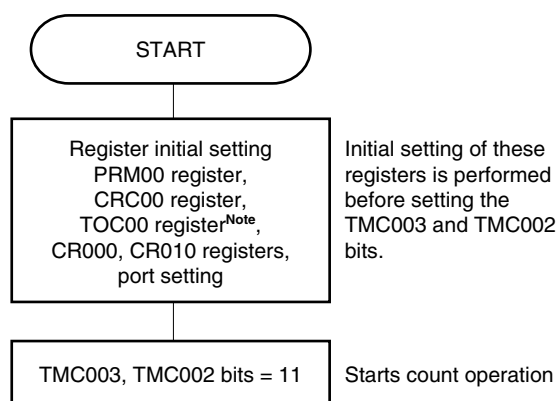 START
Register initial setting
PRM00 register,
CRC00 register,
TOC00 registerNote,
CR000, CR010 registers,
port setting
Initial setting of these
registers is performed
before setting the
TMC003 and TMC002
bits.
TMC003, TMC002 bits = 11
Starts count operation